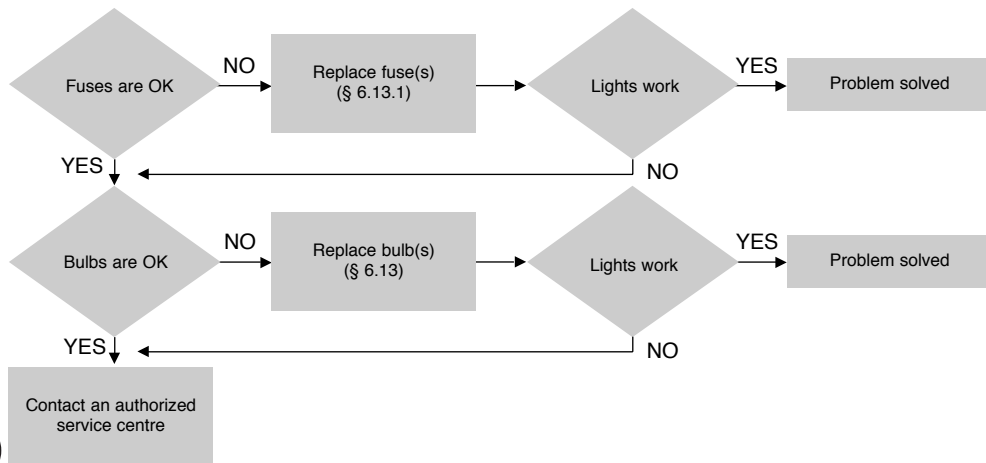 Fuses are OK
NO
Replace fuse(s)
(§ 6.13.1)
Lights work
YES
Problem solved
YES
NO
Bulbs are OK
NO
Replace bulb(s)
(§ 6.13)
Lights work
YES
Problem solved
YES
NO
Contact an authorized
service centre
)